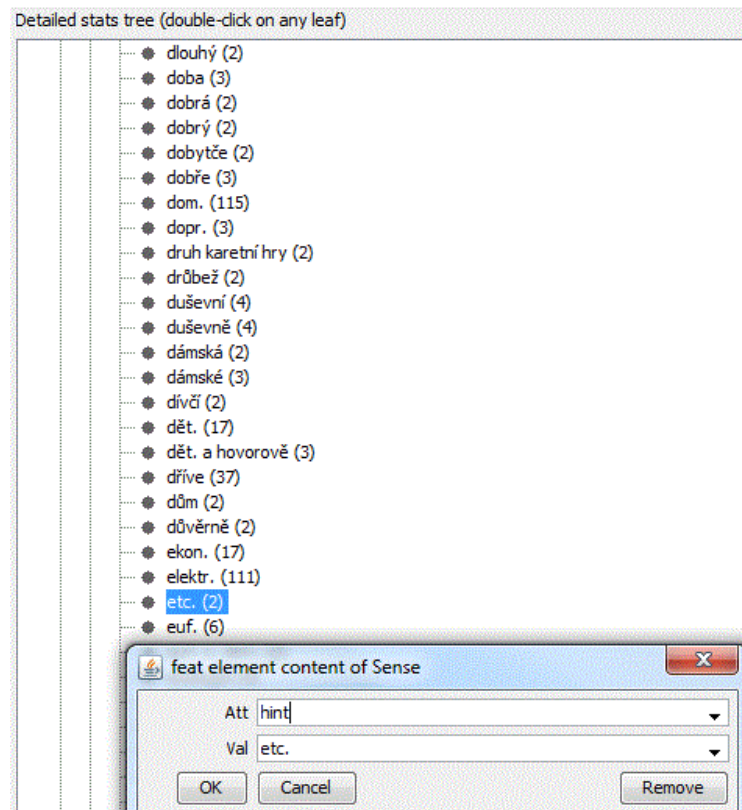 Detailed stats tree (double-click on any leaf)
dlouhý (2)
doba (3)
dobrá (2)
dobrý (2)
dobytče (2)
dobře (3)
dom. (115)
dopr. (3)
druh karetní hry (2)
drůbež (2)
duševní (4)
duševně (4)
dámská (2)
dámské (3)
dívčí (2)
dět. (17)
dět. a hovorově (3)
dříve (37)
dům (2)
důvěrně (2)
ekon. (17)
elektr. (111)
etc. (2)
euf. (6)
feat element content of Sense
Att hint
Val etc.
OK Cancel Remove